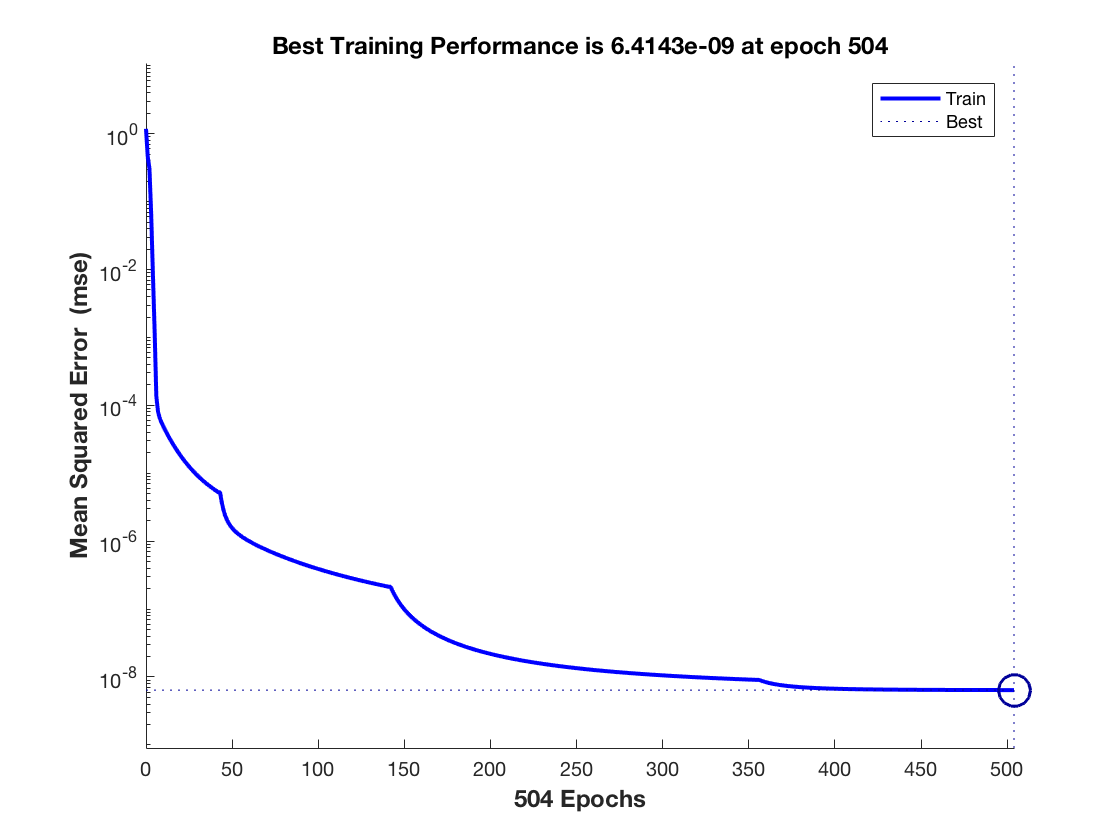 Best Training Performance is 6.4143e-09 at epoch 504
Train
Best
10^0
10^-2
10^-4
10^-6
10^-8
Mean Squared Error (mse)
0 50 100 150 200 250 300 350 400 450 500
504 Epochs